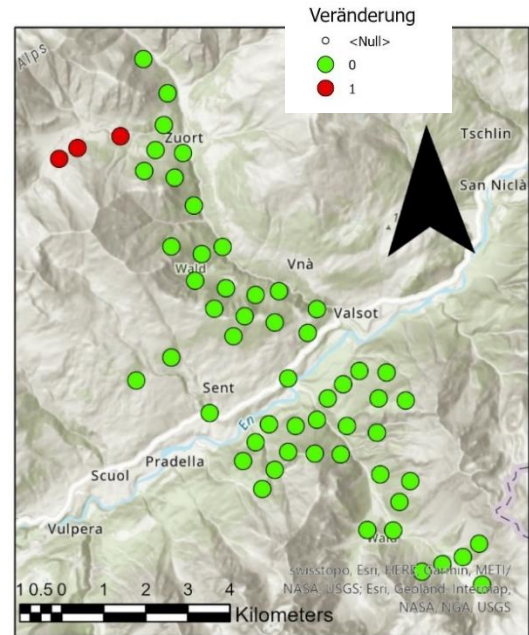 Veränderung
<Null>
0
1
Alps
Zuort
Tschlin
San Niclà
Vnà
Wald
Valsot
Sent
En
Pradella
Scuol
Vulpera
Wald
swisstopo, Esri, HERE, Garmin, METI/
NASA, USGS; Esri, Geoland, Intermap,
NASA, NGA, USGS
1 0.5 0 1 2 3 4
Kilometers